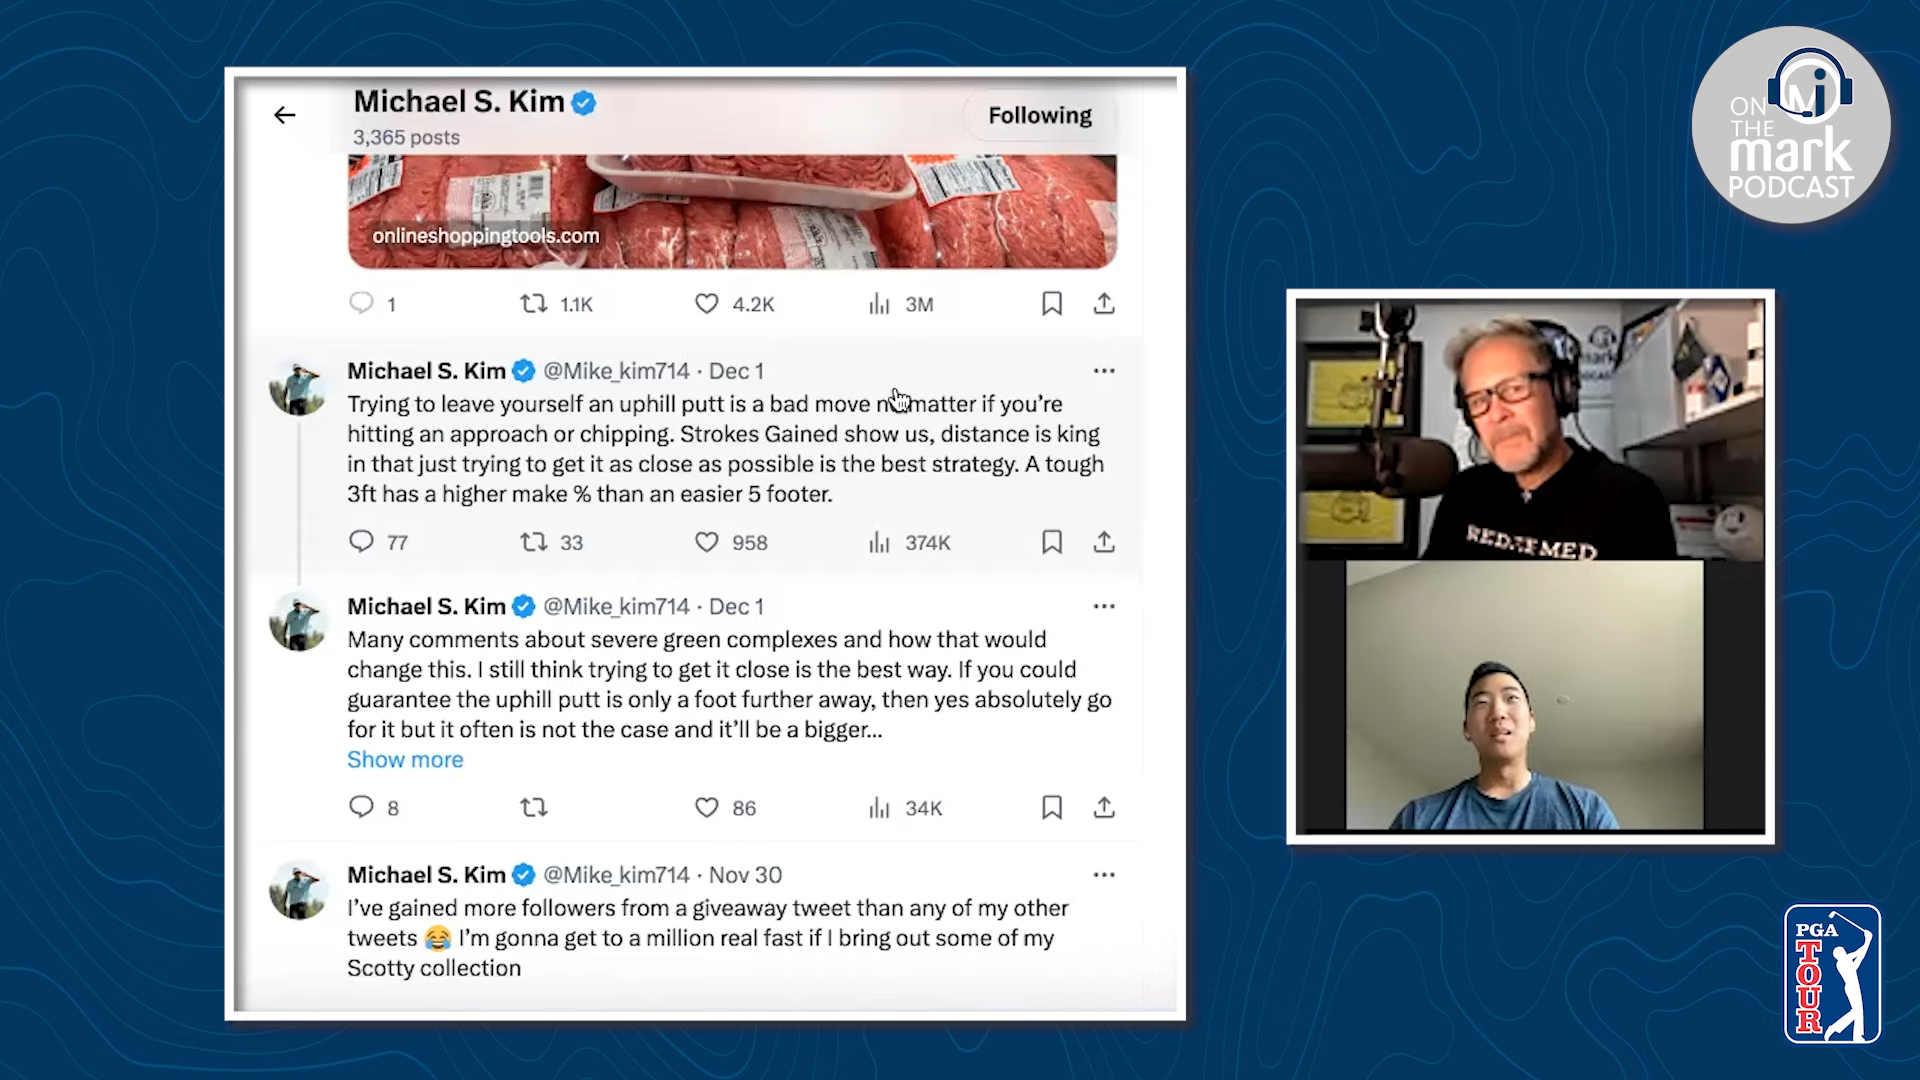 Michael S. Kim
3,365 posts
Following
onlineshoppingtools.com
1 1.1K 4.2K 3M
Michael S. Kim @Mike_kim714 · Dec 1
Trying to leave yourself an uphill putt is a bad move matter if you're
hitting an approach or chipping. Strokes Gained show us, distance is king
in that just trying to get it as close as possible is the best strategy. A tough
3ft has a higher make % than an easier 5 footer.
77 33 958 374K
Michael S. Kim @Mike_kim714 · Dec 1
Many comments about severe green complexes and how that would
change this. I still think trying to get it close is the best way. If you could
guarantee the uphill putt is only a foot further away, then yes absolutely go
for it but it often is not the case and it'll be a bigger...
Show more
8 86 34K
Michael S. Kim @Mike_kim714 · Nov 30
I've gained more followers from a giveaway tweet than any of my other
tweets 😂 I'm gonna get to a million real fast if I bring out some of my
Scotty collection
ON
THE
mark
PODCAST
REDEEMED
PGA
TOUR